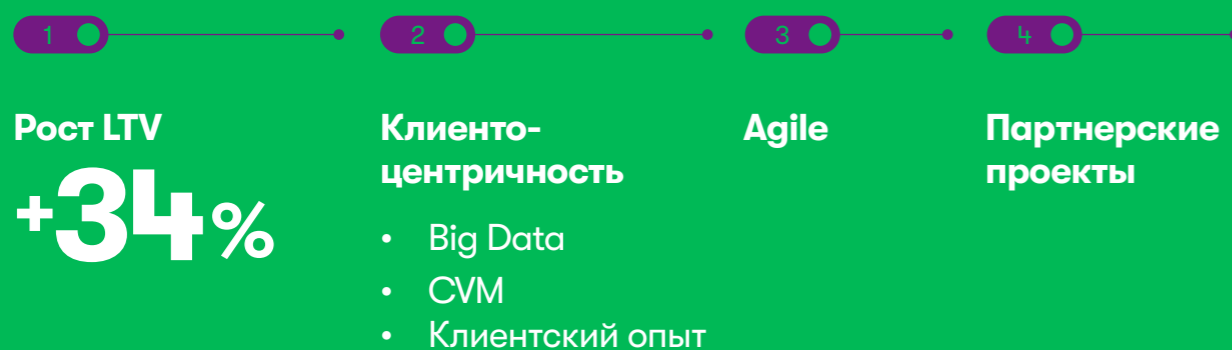 1
2
3
4
Рост LTV
+34%
Клиенто-
центричность
• Big Data
• CVM
• Клиентский опыт
Agile
Партнерские
проекты